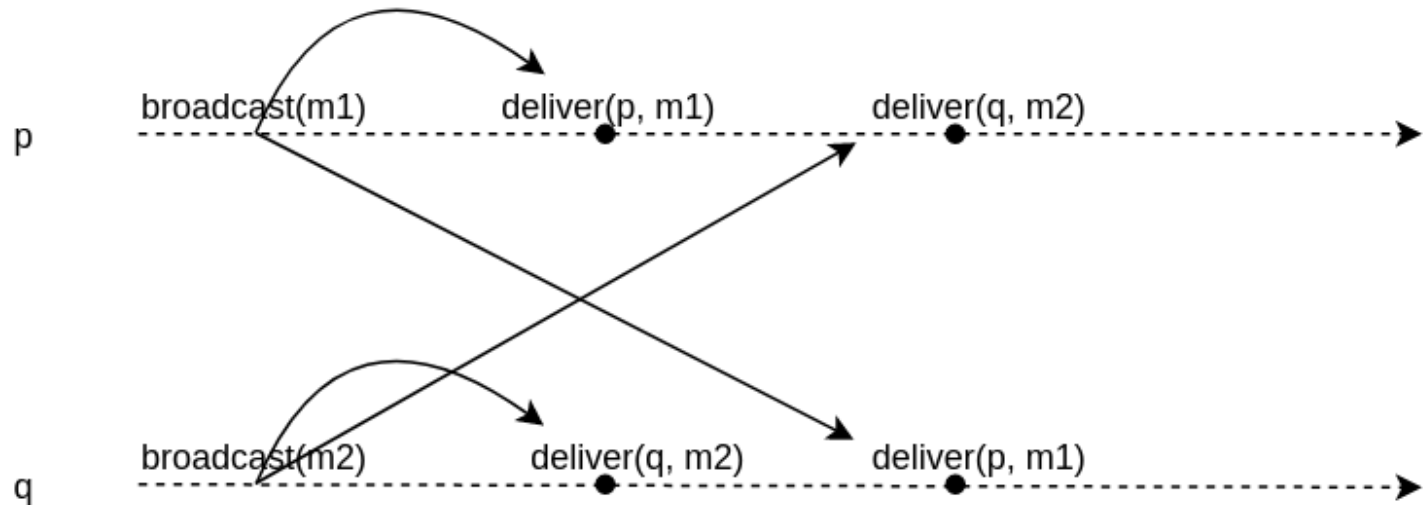 broadcast(m1) deliver(p, m1) deliver(q, m2)
p
broadcast(m2) deliver(q, m2) deliver(p, m1)
q